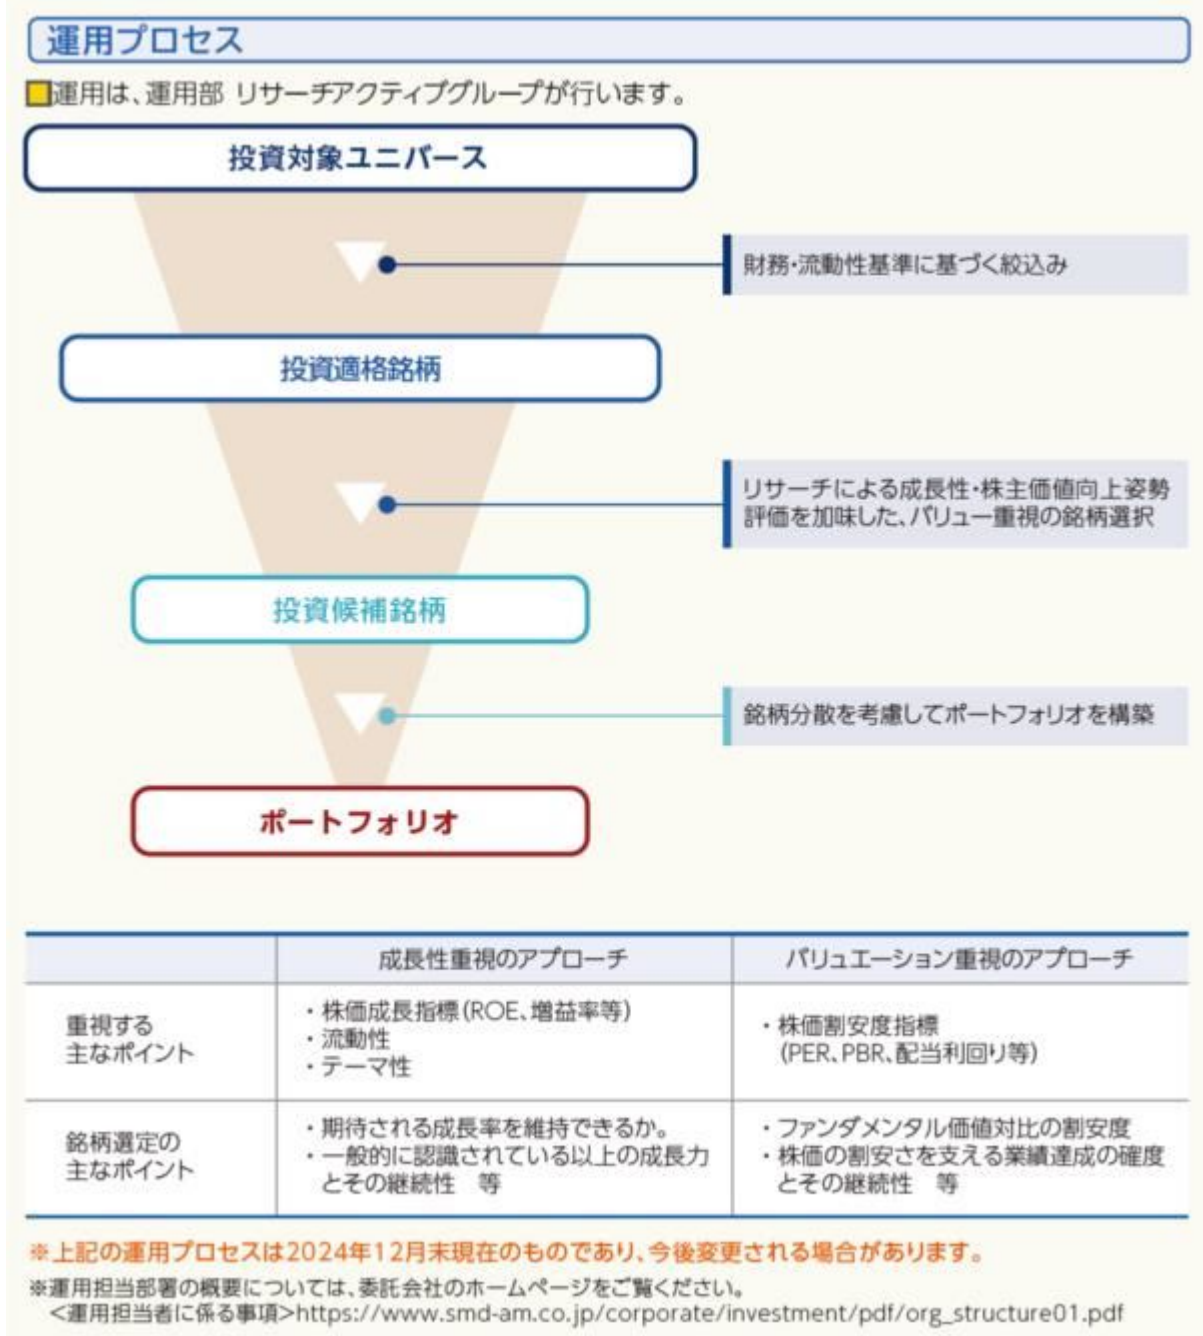 運用プロセス
運用は、運用部 リサーチアクティブグループが行います。
投資対象ユニバース
財務・流動性基準に基づく絞込み
投資適格銘柄
リサーチによる成長性・株主価値向上姿勢
評価を加味した、バリュー重視の銘柄選択
投資候補銘柄
銘柄分散を考慮してポートフォリオを構築
ポートフォリオ
成長性重視のアプローチ
バリュエーション重視のアプローチ
重視する
主なポイント
・株価成長指標(ROE、増益率等)
・流動性
・テーマ性
・株価割安度指標
(PER、PBR、配当利回り等)
銘柄選定の
主なポイント
・期待される成長率を維持できるか。
・一般的に認識されている以上の成長力
とその継続性 等
・ファンダメンタル価値対比の割安度
・株価の割安さを支える業績達成の確度
とその継続性 等
※上記の運用プロセスは2024年12月末現在のものであり、今後変更される場合があります。
※運用担当部署の概要については、委託会社のホームページをご覧ください。
<運用担当者に係る事項>https://www.smd-am.co.jp/corporate/investment/pdf/org_structure01.pdf